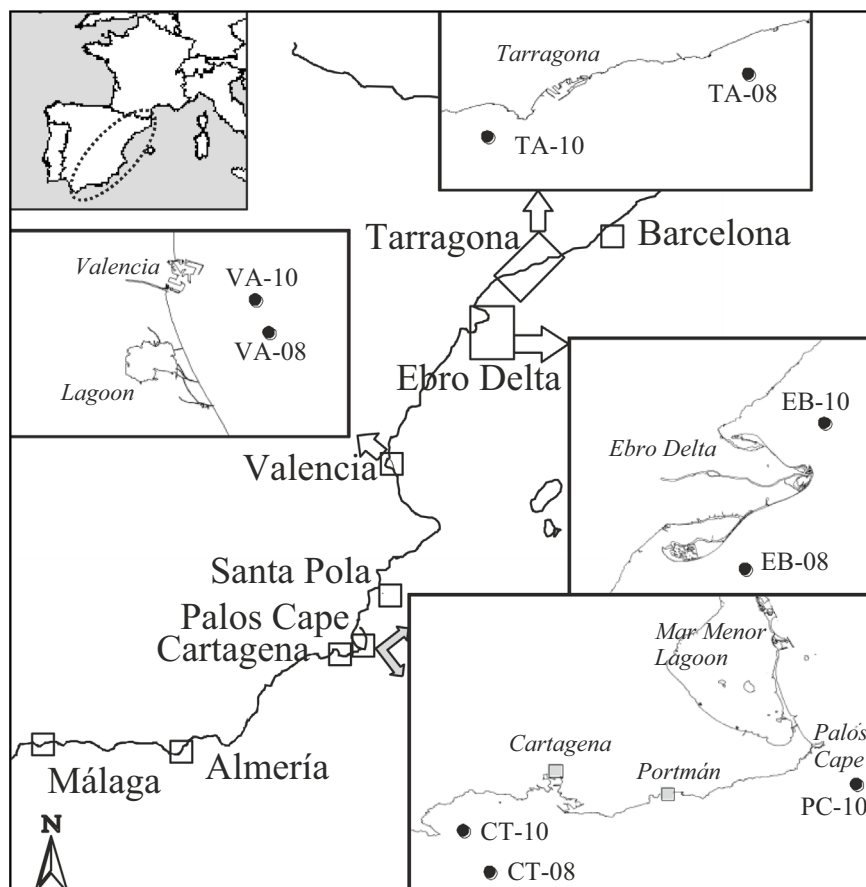 Tarragona
TA-08
TA-10
Tarragona
Barcelona
Valencia
VA-10
VA-08
Lagoon
Ebro Delta
EB-10
Ebro Delta
EB-08
Valencia
Santa Pola
Palos Cape
Cartagena
Mar Menor
Lagoon
Cartagena
Portmán
Palós
Cape
PC-10
CT-10
CT-08
Málaga
Almería
N